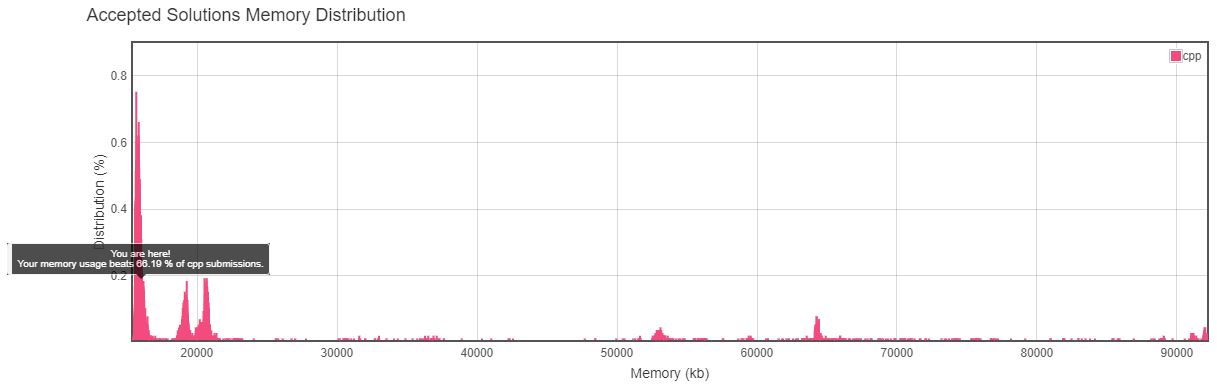 Accepted Solutions Memory Distribution
cpp
0.8
0.6
0.4
0.2
Distribution (%)
You are here!
Your memory usage beats 66.19 % of cpp submissions.
20000 30000 40000 50000 60000 70000 80000 90000
Memory (kb)